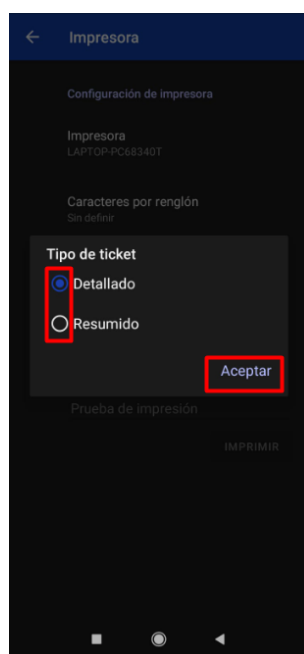 Impresora
Configuración de impresora
Impresora
LAPTOP-PC68340T
Caracteres por renglón
Sin definir
Tipo de ticket
Detallado
Resumido
Aceptar
Prueba de impresión
IMPRIMIR